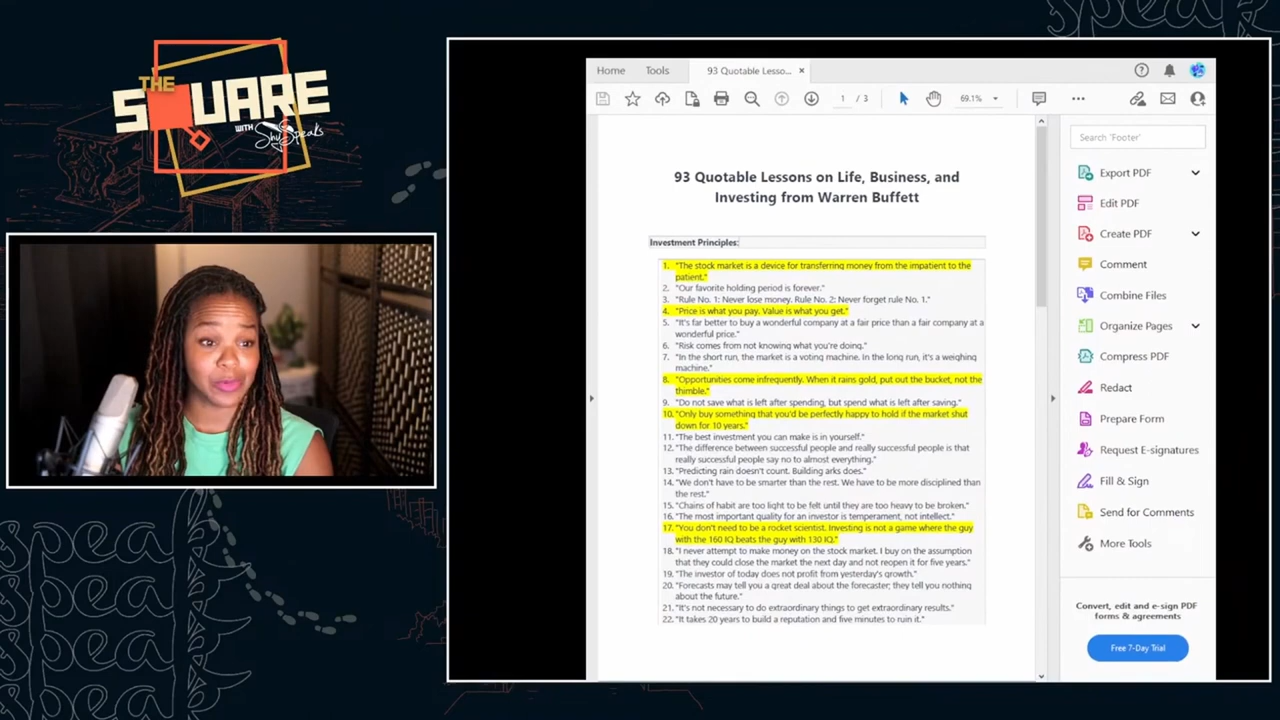 THE
SQUARE
WITH ShySpeaks
Home
Tools
93 Quotable Lesso...
1 / 3
69.1%
93 Quotable Lessons on Life, Business, and
Investing from Warren Buffett
Investment Principles:
1. "The stock market is a device for transferring money from the impatient to the
patient."
2. "Our favorite holding period is forever."
3. "Rule No. 1: Never lose money. Rule No. 2: Never forget rule No. 1."
4. "Price is what you pay. Value is what you get."
5. "It's far better to buy a wonderful company at a fair price than a fair company at a
wonderful price."
6. "Risk comes from not knowing what you're doing."
7. "In the short run, the market is a voting machine. In the long run, it's a weighing
machine."
8. "Opportunities come infrequently. When it rains gold, put out the bucket, not the
thimble."
9. "Do not save what is left after spending, but spend what is left after saving."
10. "Only buy something that you'd be perfectly happy to hold if the market shut
down for 10 years."
11. "The best investment you can make is in yourself."
12. "The difference between successful people and really successful people is that
really successful people say no to almost everything."
13. "Predicting rain doesn't count. Building arks does."
14. "We don't have to be smarter than the rest. We have to be more disciplined than
the rest."
15. "Chains of habit are too light to be felt until they are too heavy to be broken."
16. "The most important quality for an investor is temperament, not intellect."
17. "You don't need to be a rocket scientist. Investing is not a game where the guy
with the 160 IQ beats the guy with 130 IQ."
18. "I never attempt to make money on the stock market. I buy on the assumption
that they could close the market the next day and not reopen it for five years."
19. "The investor of today does not profit from yesterday's growth."
20. "Forecasts may tell you a great deal about the forecaster; they tell you nothing
about the future."
21. "It's not necessary to do extraordinary things to get extraordinary results."
22. "It takes 20 years to build a reputation and five minutes to ruin it."
Search 'Footer'
Export PDF
Edit PDF
Create PDF
Comment
Combine Files
Organize Pages
Compress PDF
Redact
Prepare Form
Request E-signatures
Fill & Sign
Send for Comments
More Tools
Convert, edit and e-sign PDF
forms & agreements
Free 7-Day Trial
speak
speak
speak
speak